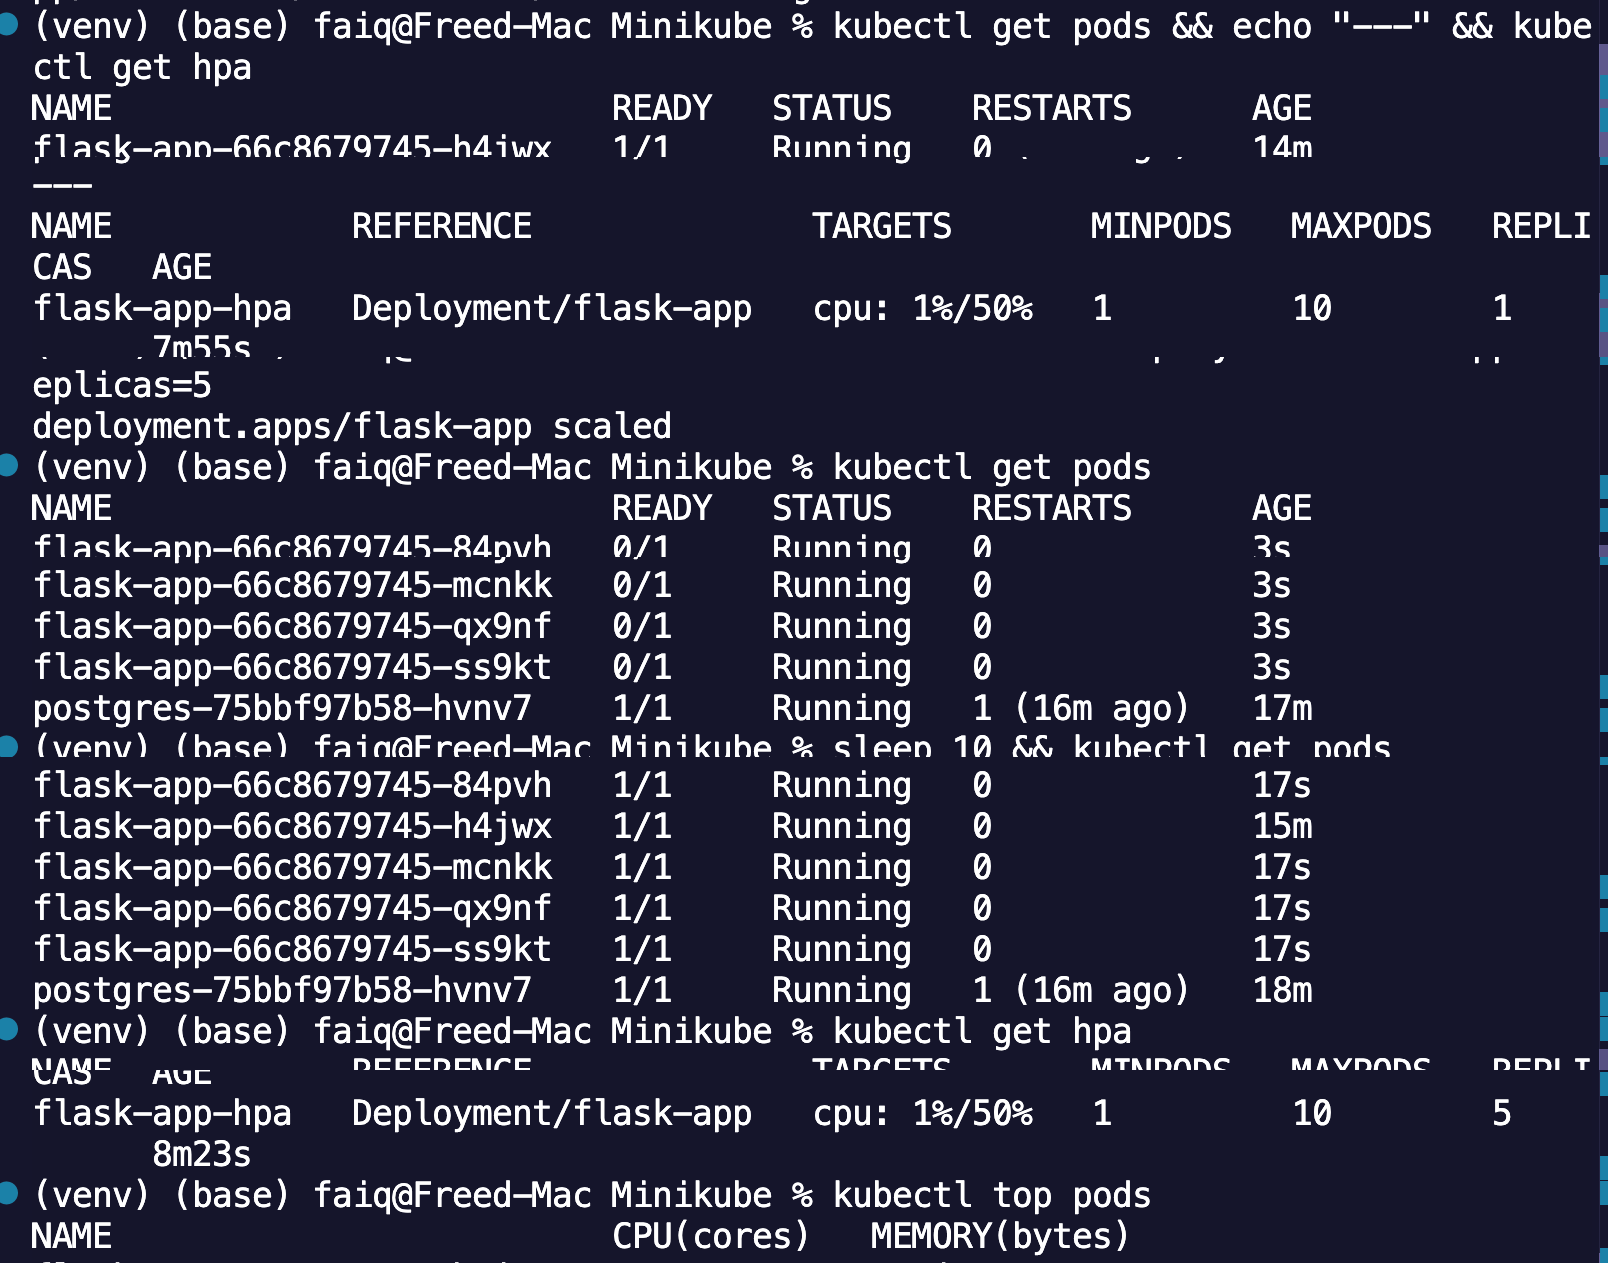 (venv) (base) faiq@Freed-Mac Minikube % kubectl get pods && echo "---" && kube
ctl get hpa
NAME READY STATUS RESTARTS AGE
flask-app-66c8679745-h4jwx 1/1 Running 0 14m
---
NAME REFERENCE TARGETS MINPODS MAXPODS REPLI
CAS AGE
flask-app-hpa Deployment/flask-app cpu: 1%/50% 1 10 1
7m55s
eplicas=5
deployment.apps/flask-app scaled
(venv) (base) faiq@Freed-Mac Minikube % kubectl get pods
NAME READY STATUS RESTARTS AGE
flask-app-66c8679745-84pvh 0/1 Running 0 3s
flask-app-66c8679745-mcnkk 0/1 Running 0 3s
flask-app-66c8679745-qx9nf 0/1 Running 0 3s
flask-app-66c8679745-ss9kt 0/1 Running 0 3s
postgres-75bbf97b58-hvnv7 1/1 Running 1 (16m ago) 17m
(venv) (base) faiq@Freed-Mac Minikube % sleep 10 && kubectl get pods
flask-app-66c8679745-84pvh 1/1 Running 0 17s
flask-app-66c8679745-h4jwx 1/1 Running 0 15m
flask-app-66c8679745-mcnkk 1/1 Running 0 17s
flask-app-66c8679745-qx9nf 1/1 Running 0 17s
flask-app-66c8679745-ss9kt 1/1 Running 0 17s
postgres-75bbf97b58-hvnv7 1/1 Running 1 (16m ago) 18m
(venv) (base) faiq@Freed-Mac Minikube % kubectl get hpa
NAME REFERENCE TARGETS MINPODS MAXPODS REPLI
CAS AGE
flask-app-hpa Deployment/flask-app cpu: 1%/50% 1 10 5
8m23s
(venv) (base) faiq@Freed-Mac Minikube % kubectl top pods
NAME CPU(cores) MEMORY(bytes)